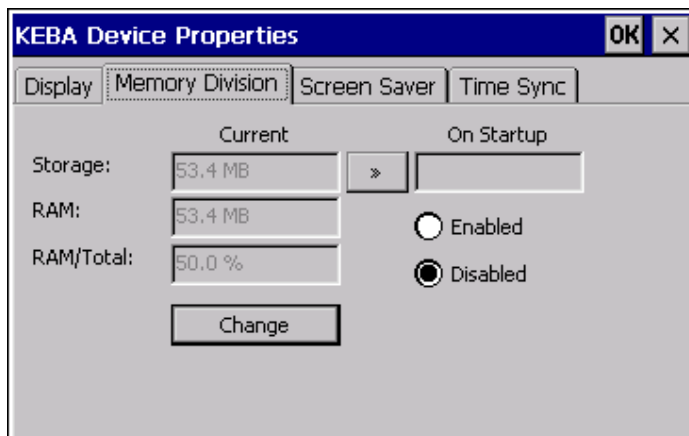 KEBA Device Properties OK ×
Display Memory Division Screen Saver Time Sync
Current On Startup
Storage: 53.4 MB »
RAM: 53.4 MB
Enabled
RAM/Total: 50.0 %
Disabled
Change